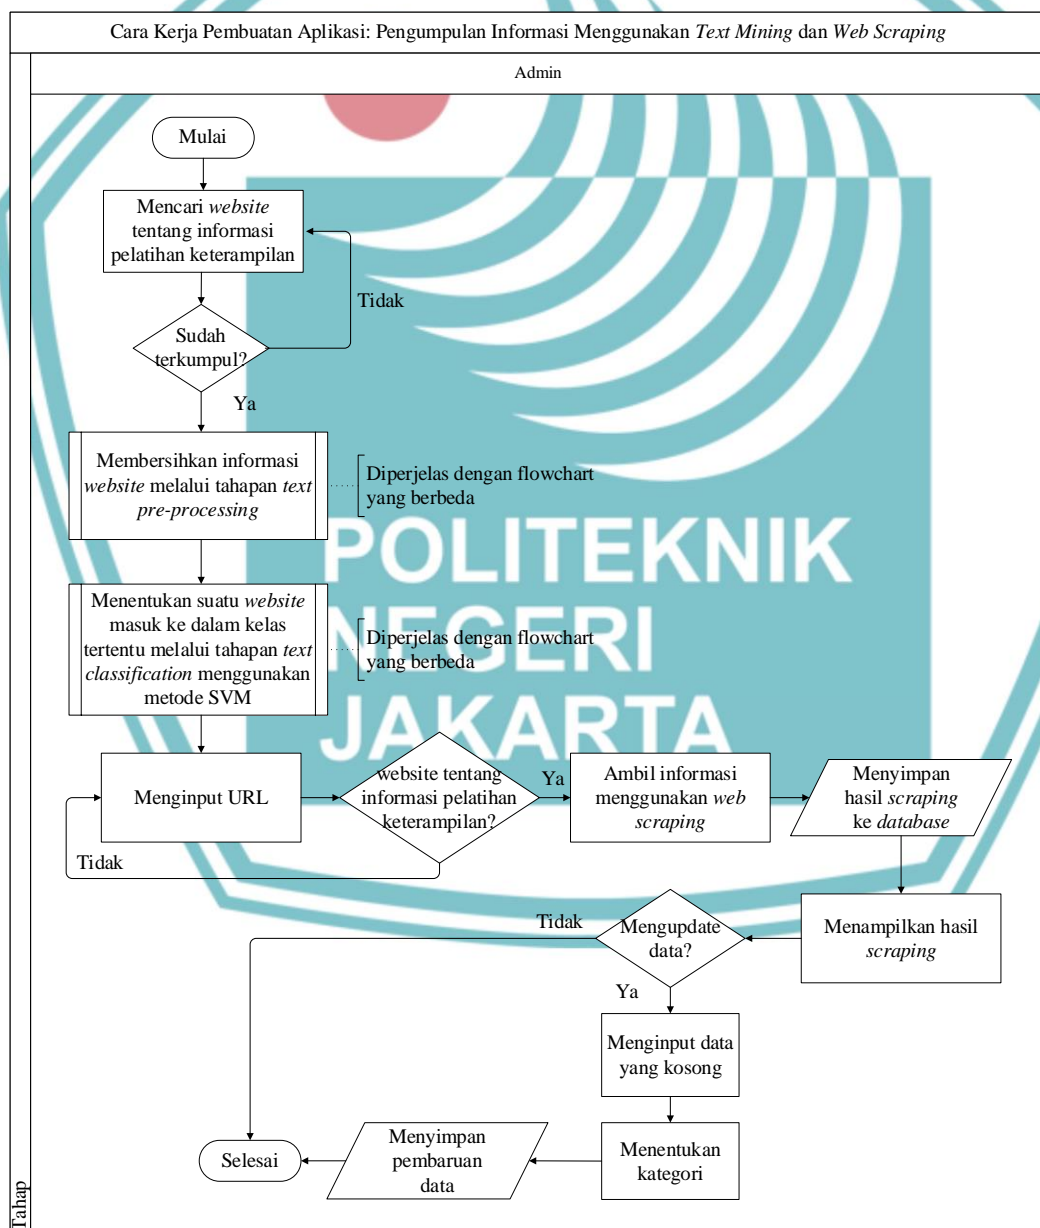 Cara Kerja Pembuatan Aplikasi: Pengumpulan Informasi Menggunakan Text Mining dan Web Scraping
Admin
Mulai
Mencari website
tentang informasi
pelatihan keterampilan
Tidak
Sudah
terkumpul?
Ya
Membersihkan informasi
website melalui tahapan text
pre-processing
Diperjelas dengan flowchart
yang berbeda
POLITEKNIK
NEGERI
JAKARTA
Menentukan suatu website
masuk ke dalam kelas
tertentu melalui tahapan text
classification menggunakan
metode SVM
Diperjelas dengan flowchart
yang berbeda
Menginput URL
website tentang
informasi pelatihan
keterampilan?
Ya
Tidak
Ambil informasi
menggunakan web
scraping
Menyimpan
hasil scraping
ke database
Menampilkan hasil
scraping
Mengupdate
data?
Tidak
Ya
Menginput data
yang kosong
Menentukan
kategori
Menyimpan
pembaruan
data
Selesai
Tahap